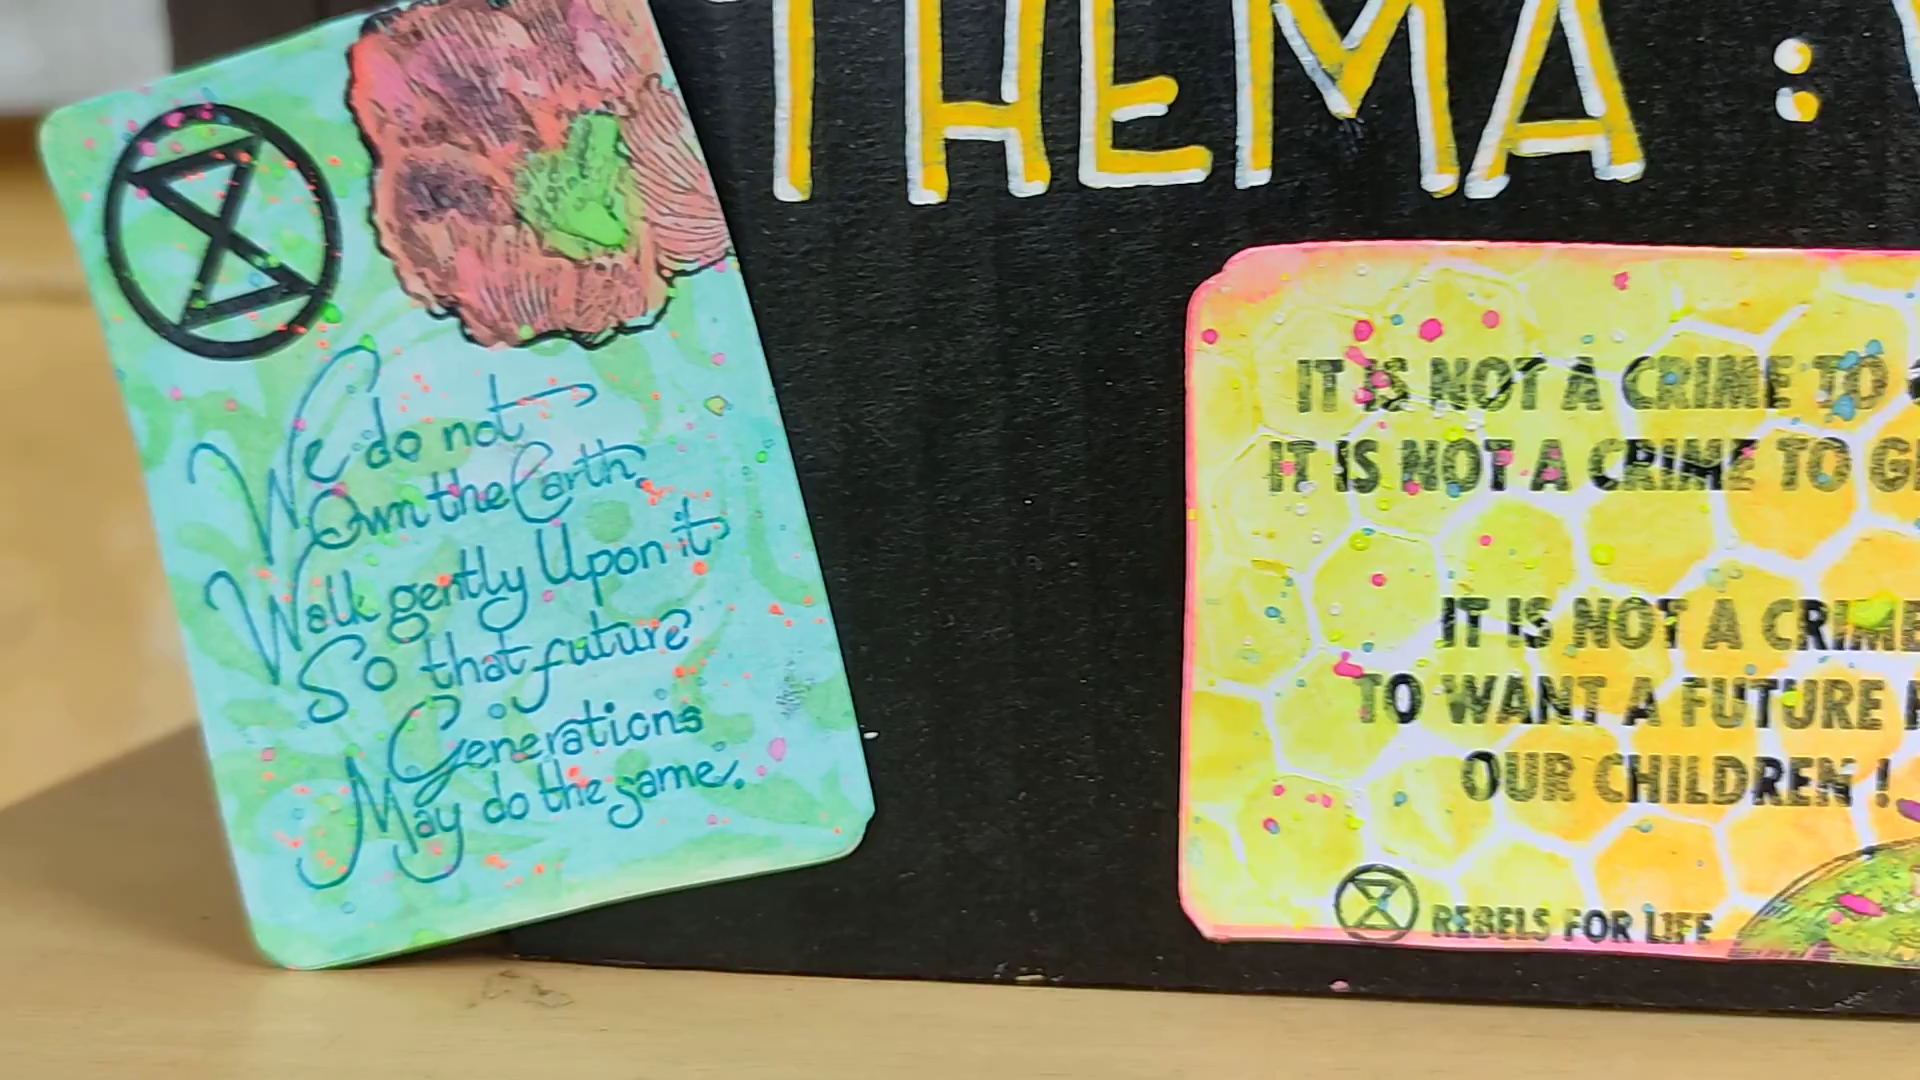 THEMA :
We do not
Own the Earth
Walk gently Upon it
So that future
Generations
May do the same.
IT IS NOT A CRIME TO
IT IS NOT A CRIME TO
IT IS NOT A CRIME
TO WANT A FUTURE
OUR CHILDREN !
REBELS FOR LIFE